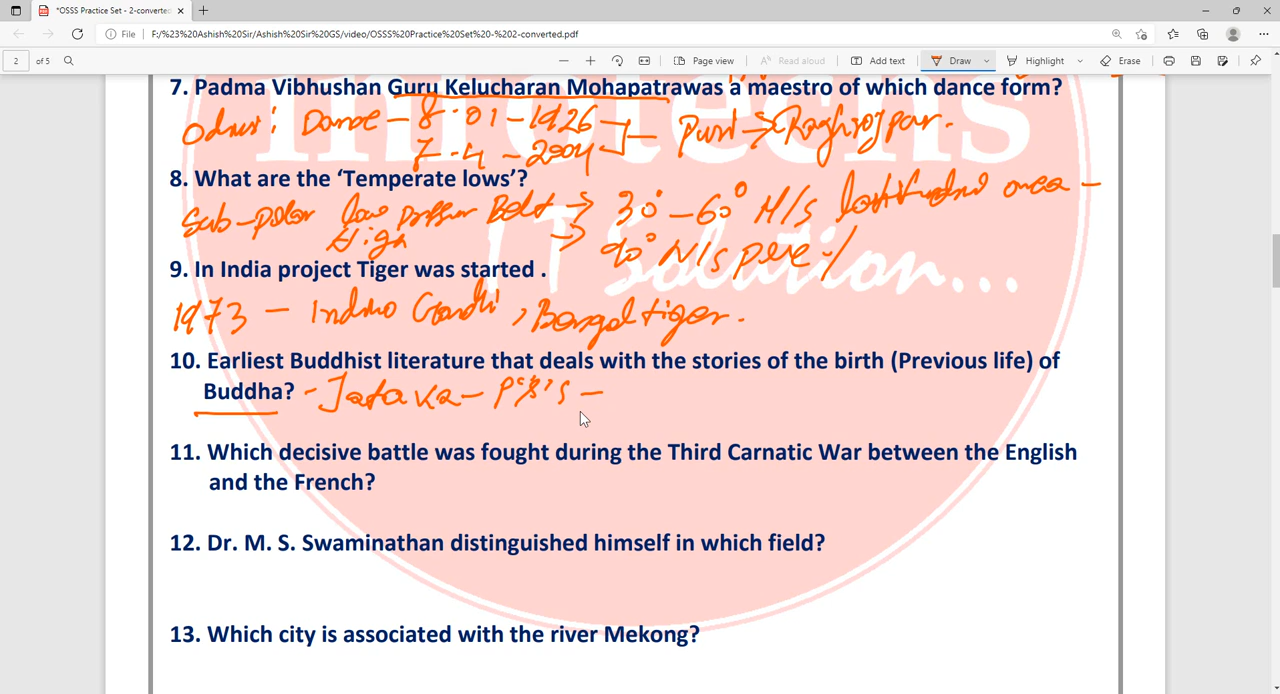 *OSSS Practice Set - 2-converted
File F:/%23%20Ashish%20Sir/Ashish%20Sir%20GS/video/OSSS%20Practice%20Set%20-%202-converted.pdf
2 of 5 Page view Read aloud Add text Draw Highlight Erase
7. Padma Vibhushan Guru Kelucharan Mohapatrawas a maestro of which dance form?
Dance - 8-01-1926
7-4-2004
8. What are the ‘Temperate lows’?
Sub-polar low Belt → 30° - 60° N/S area -
High → 90° N/S
9. In India project Tiger was started .
1973 - Gandhi, Bengal tiger.
10. Earliest Buddhist literature that deals with the stories of the birth (Previous life) of
Buddha? - Jataka -
11. Which decisive battle was fought during the Third Carnatic War between the English
and the French?
12. Dr. M. S. Swaminathan distinguished himself in which field?
13. Which city is associated with the river Mekong?
IT Solution...